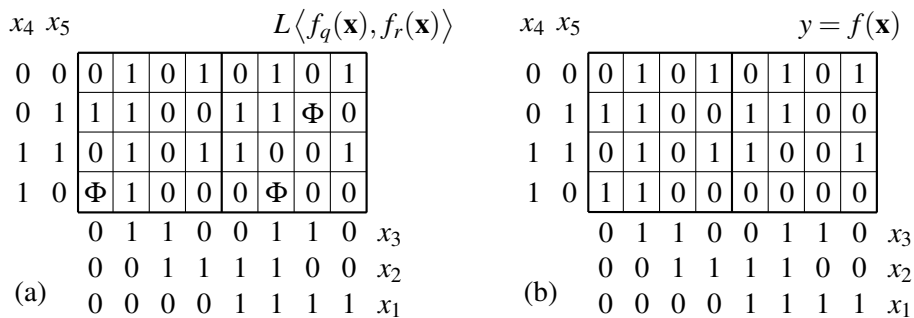 x4 x5 L⟨fq(x), fr(x)⟩
0 0 0 1 0 1 0 1 0 1
0 1 1 1 0 0 1 1 Φ 0
1 1 0 1 0 1 1 0 0 1
1 0 Φ 1 0 0 0 Φ 0 0
0 1 1 0 0 1 1 0 x3
0 0 1 1 1 1 0 0 x2
(a) 0 0 0 0 1 1 1 1 x1
x4 x5 y = f(x)
0 0 0 1 0 1 0 1 0 1
0 1 1 1 0 0 1 1 0 0
1 1 0 1 0 1 1 0 0 1
1 0 1 1 0 0 0 0 0 0
0 1 1 0 0 1 1 0 x3
0 0 1 1 1 1 0 0 x2
(b) 0 0 0 0 1 1 1 1 x1